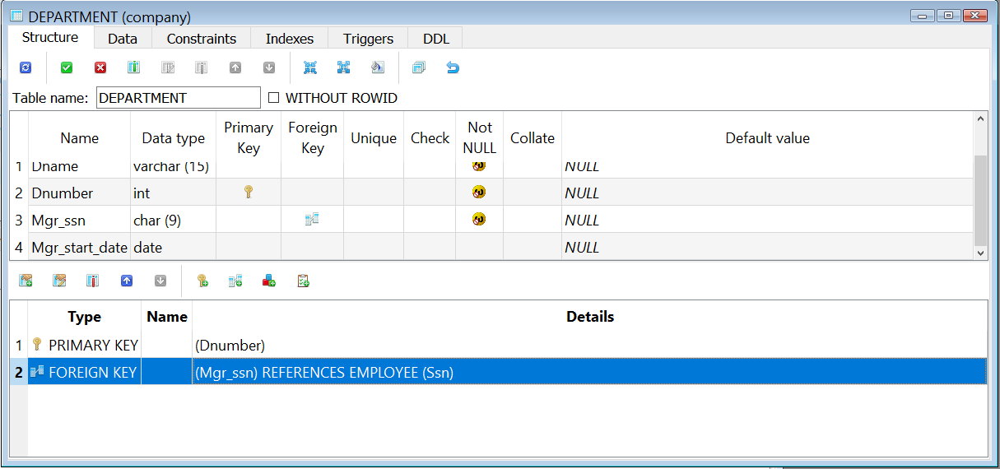 DEPARTMENT (company)
Structure Data Constraints Indexes Triggers DDL
Table name: DEPARTMENT WITHOUT ROWID
Name Data type Primary Key Foreign Key Unique Check Not NULL Collate Default value
1 Dname varchar (15) NULL
2 Dnumber int NULL
3 Mgr_ssn char (9) NULL
4 Mgr_start_date date NULL
Type Name Details
1 PRIMARY KEY (Dnumber)
2 FOREIGN KEY (Mgr_ssn) REFERENCES EMPLOYEE (Ssn)